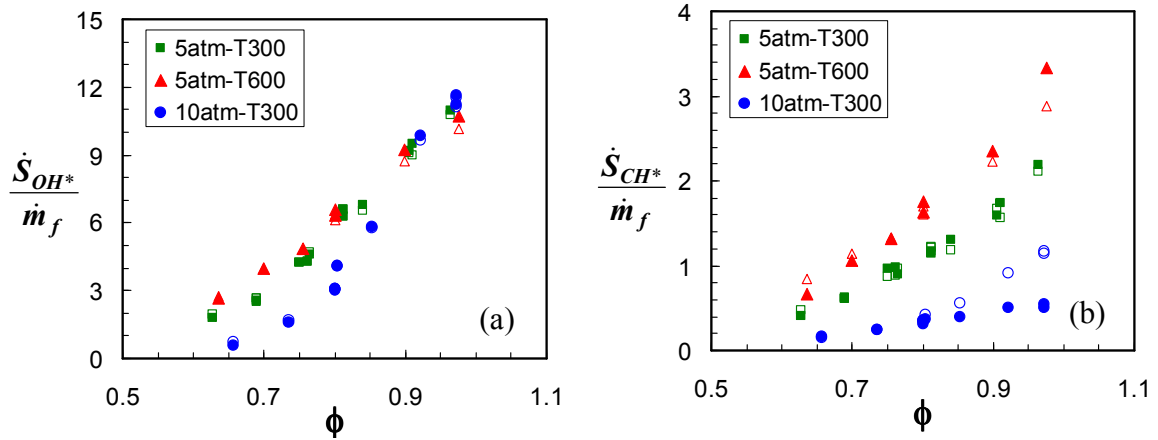 15
12
9
6
3
0
5atm-T300
5atm-T600
10atm-T300
(a)
Ṡ_OH*
ṁ_f
0.5 0.7 0.9 1.1
ϕ
4
3
2
1
0
5atm-T300
5atm-T600
10atm-T300
(b)
Ṡ_CH*
ṁ_f
0.5 0.7 0.9 1.1
ϕ